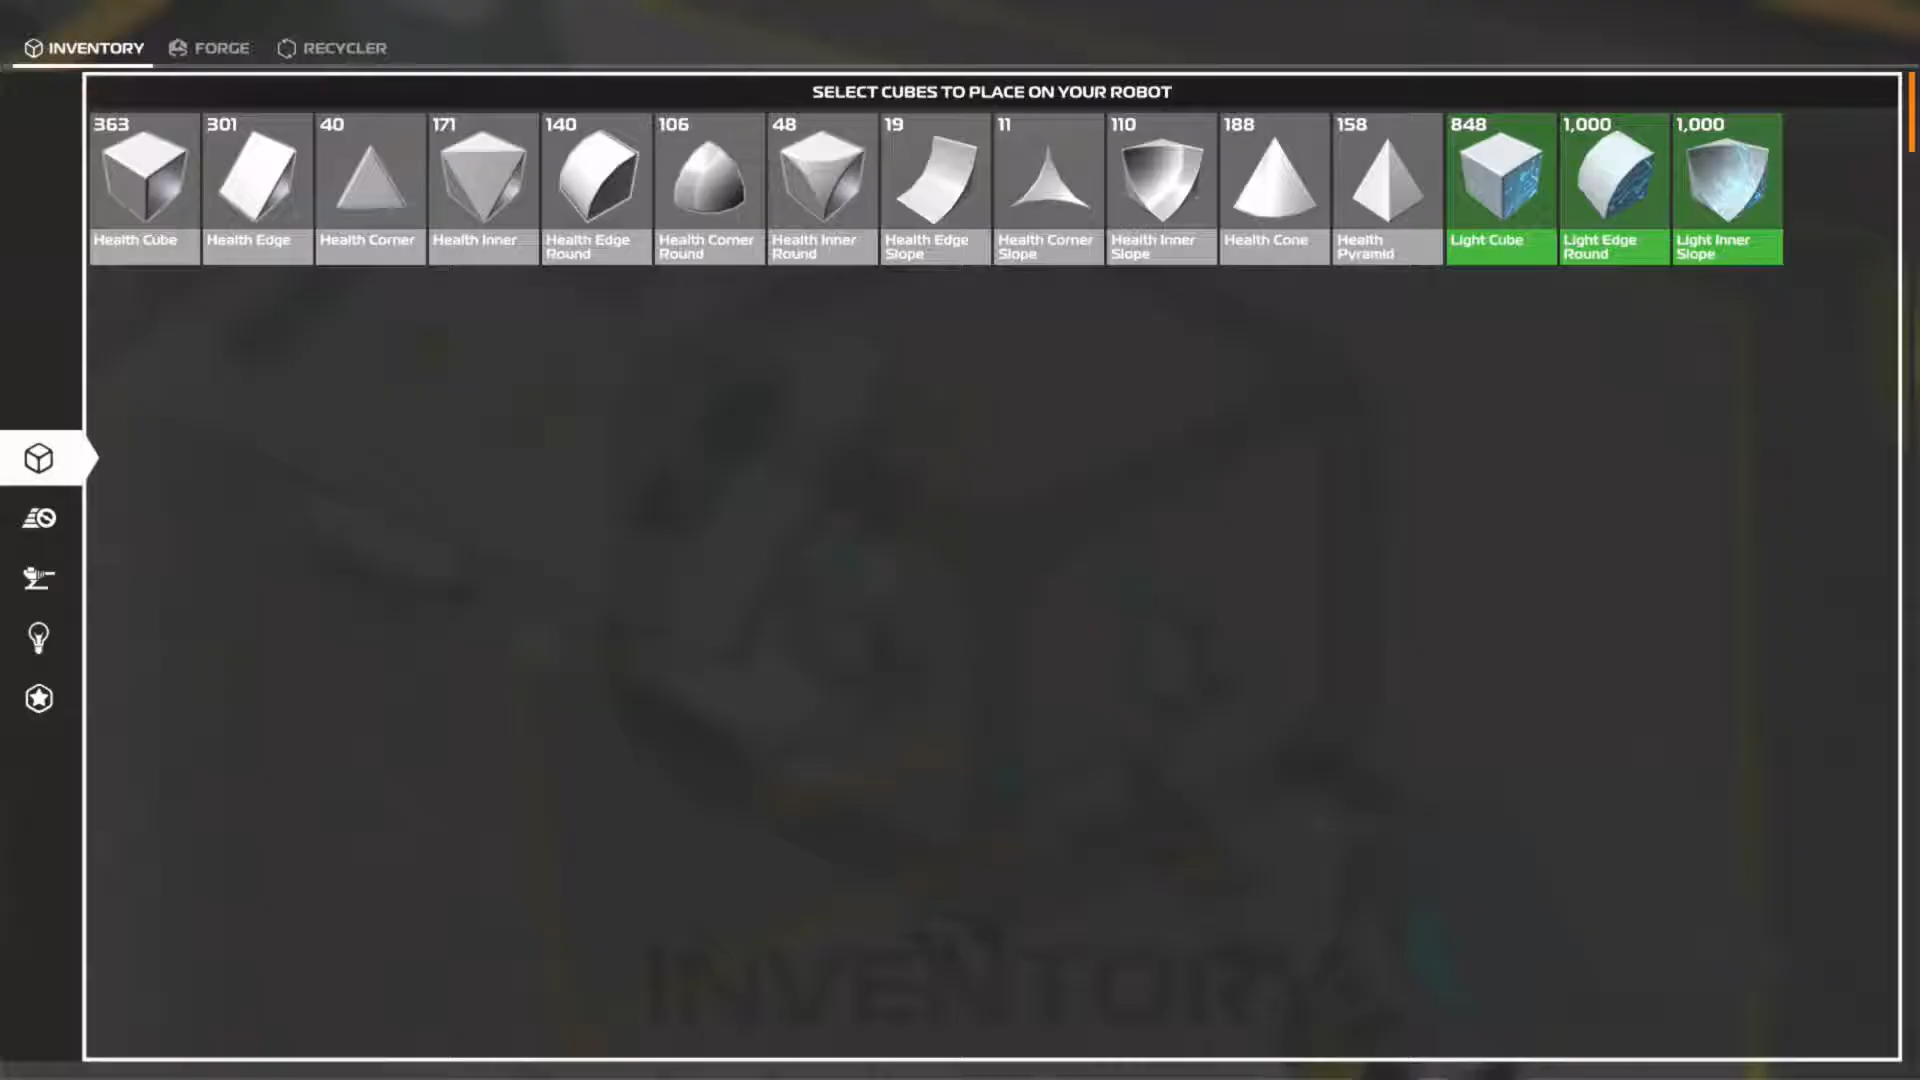 INVENTORY FORGE RECYCLER
SELECT CUBES TO PLACE ON YOUR ROBOT
363 301 40 171 140 106 48 19 11 110 188 158 848 1,000 1,000
Health Cube Health Edge Health Corner Health Inner Health Edge Health Corner Health Inner Health Edge Health Corner Health Inner Health Cone Health Light Cube Light Edge Light Inner
Round Round Round Slope Slope Slope Pyramid Round Slope
INVENTORY